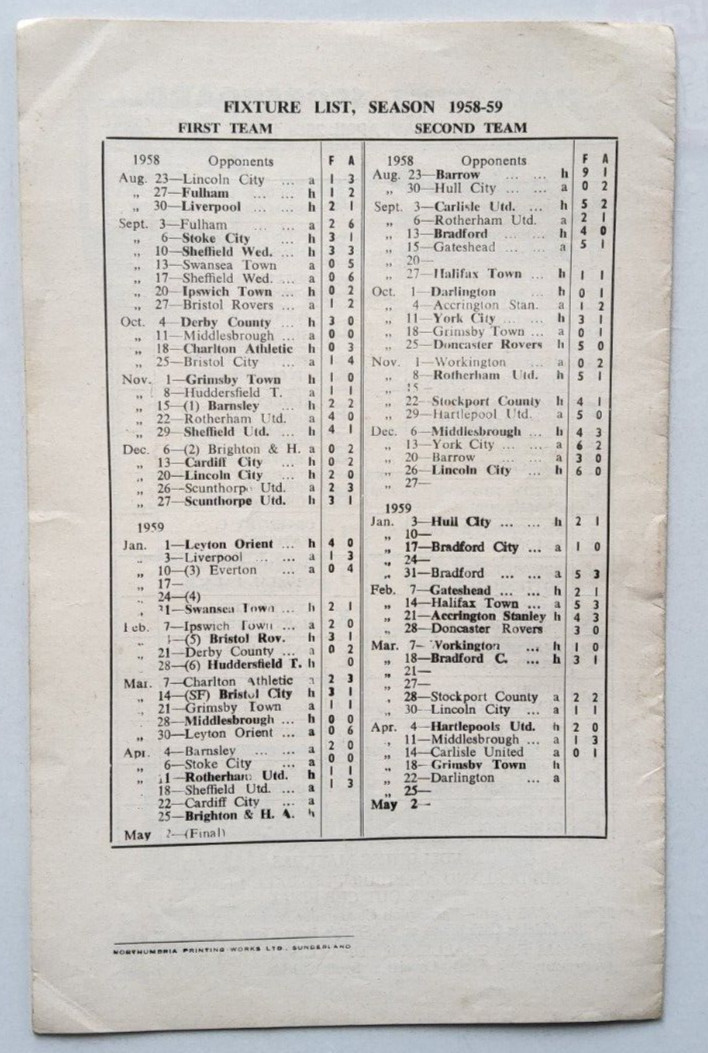 FIXTURE LIST, SEASON 1958-59
FIRST TEAM
1958 Opponents F A
Aug. 23—Lincoln City ... a 1 3
„ 27—Fulham ... ... h 1 2
„ 30—Liverpool ... ... h 2 1
Sept. 3—Fulham ... ... a 2 6
„ 6—Stoke City ... h 3 1
„ 10—Sheffield Wed. ... h 3 3
„ 13—Swansea Town a 0 5
„ 17—Sheffield Wed. ... a 0 6
„ 20—Ipswich Town ... h 0 2
„ 27—Bristol Rovers ... a 1 2
Oct. 4—Derby County ... h 3 0
„ 11—Middlesbrough ... a 0 0
„ 18—Charlton Athletic h 0 3
„ 25—Bristol City ... a 1 4
Nov. 1—Grimsby Town h 1 0
„ 8—Huddersfield T. a 1 1
„ 15—(1) Barnsley ... h 2 2
„ 22—Rotherham Utd. a 4 0
„ 29—Sheffield Utd. ... h 4 1
Dec. 6—(2) Brighton & H. a 0 2
„ 13—Cardiff City ... h 0 2
„ 20—Lincoln City ... h 2 0
„ 26—Scunthorp Utd. a 2 3
„ 27—Scunthorpe Utd. h 3 1
1959
Jan. 1—Leyton Orient ... h 4 0
„ 3—Liverpool ... ... a 1 3
„ 10—(3) Everton ... a 0 4
„ 17—
„ 24—(4)
„ 31—Swansea Town ... h 2 1
Feb. 7—Ipswich Town ... a 2 0
„ (5) Bristol Rov. h 3 1
„ 21—Derby County ... a 0 2
„ 28—(6) Huddersfield T. h 0
Mar. 7—Charlton Athletic a 2 3
„ 14—(SF) Bristol City h 3 1
„ 21—Grimsby Town a 1 1
„ 28—Middlesbrough ... h 0 0
„ 30—Leyton Orient ... a 0 6
Apr. 4—Barnsley ... ... a 2 0
„ 6—Stoke City ... a 0 0
„ 11—Rotherham Utd. h 1 1
18—Sheffield Utd. ... a 1 3
22—Cardiff City ... a
25—Brighton & H. A. h
May 2—(Final)
SECOND TEAM
1958 Opponents F A
Aug. 23—Barrow ... ... h 9 1
„ 30—Hull City ... ... a 0 2
Sept. 3—Carlisle Utd. ... h 5 2
„ 6—Rotherham Utd. a 2 1
„ 13—Bradford ... ... h 4 0
„ 15—Gateshead ... ... a 5 1
„ 20—
„ 27—Halifax Town ... h 1 1
Oct. 1—Darlington ... h 0 1
„ 4—Accrington Stan. a 1 2
„ 11—York City ... ... h 3 1
„ 18—Grimsby Town ... a 0 1
„ 25—Doncaster Rovers h 5 0
Nov. 1—Workington ... a 0 2
„ 8—Rotherham Utd. h 5 1
„ 15—
„ 22—Stockport County h 4 1
„ 29—Hartlepool Utd. a 5 0
Dec. 6—Middlesbrough ... h 4 3
„ 13—York City ... ... a 6 2
„ 20—Barrow ... ... a 3 0
„ 26—Lincoln City ... h 6 0
„ 27—
1959
Jan. 3—Hull City ... ... h 2 1
„ 10—
„ 17—Bradford City ... a 1 0
„ 24—
„ 31—Bradford ... ... a 5 3
Feb. 7—Gateshead ... ... h 2 1
„ 14—Halifax Town ... a 5 3
„ 21—Accrington Stanley h 4 3
„ 28—Doncaster Rovers 3 0
Mar. 7—Workington ... h 1 0
„ 18—Bradford C. ... h 3 1
„ 21—
„ 27—
„ 28—Stockport County a 2 2
„ 30—Lincoln City ... a 1 1
Apr. 4—Hartlepools Utd. h 2 0
„ 11—Middlesbrough ... a 1 3
„ 14—Carlisle United a 0 1
„ 18—Grimsby Town h
„ 22—Darlington ... a
„ 25—
May 2—
NORTHUMBRIA PRINTING WORKS LTD., SUNDERLAND